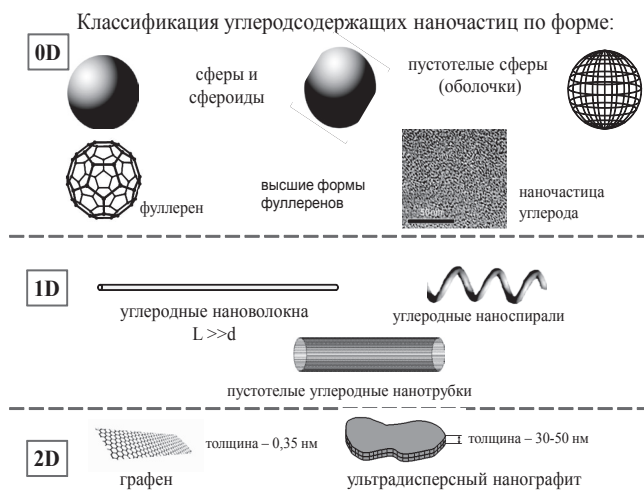 Классификация углеродсодержащих наночастиц по форме:
0D
сферы и
сфероиды
пустотелые сферы
(оболочки)
фуллерен
высшие формы
фуллеренов
наночастица
углерода
1D
углеродные нановолокна
L >>d
углеродные наноспирали
пустотелые углеродные нанотрубки
2D
толщина – 0,35 нм
графен
толщина – 30-50 нм
ультрадисперсный нанографит